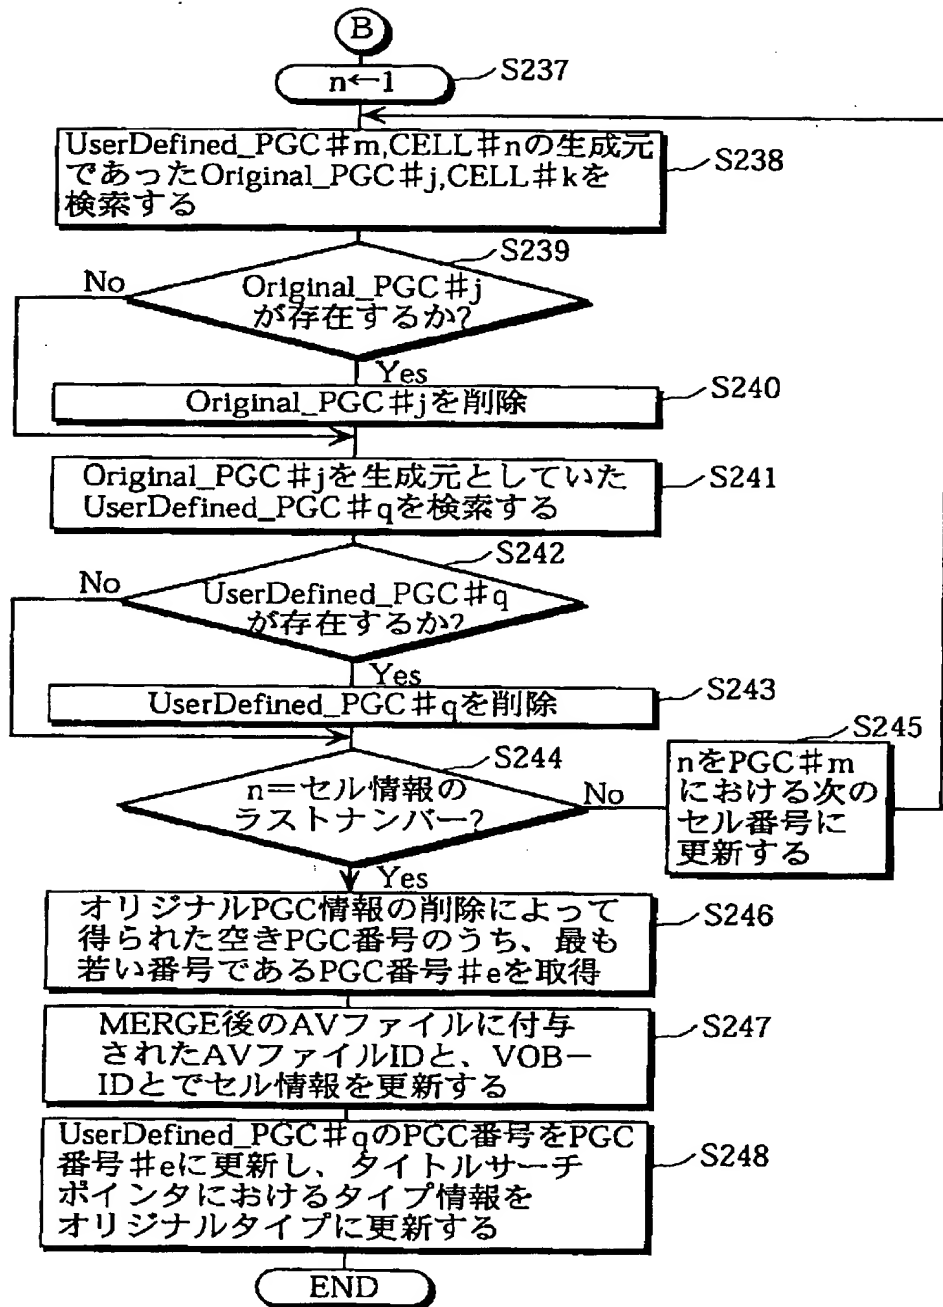 B
n←1
S237
UserDefined_PGC#m,CELL#nの生成元
であったOriginal_PGC#j,CELL#kを
検索する
S238
S239
No
Original_PGC#j
が存在するか?
Yes
Original_PGC#jを削除
S240
Original_PGC#jを生成元としていた
UserDefined_PGC#qを検索する
S241
S242
No
UserDefined_PGC#q
が存在するか?
Yes
UserDefined_PGC#qを削除
S243
S244
n=セル情報の
ラストナンバー?
No
S245
nをPGC#m
における次の
セル番号に
更新する
Yes
オリジナルPGC情報の削除によって
得られた空きPGC番号のうち、最も
若い番号であるPGC番号#eを取得
S246
MERGE後のAVファイルに付与
されたAVファイルIDと、VOB-
IDとでセル情報を更新する
S247
UserDefined_PGC#qのPGC番号をPGC
番号#eに更新し、タイトルサーチ
ポインタにおけるタイプ情報を
オリジナルタイプに更新する
S248
END